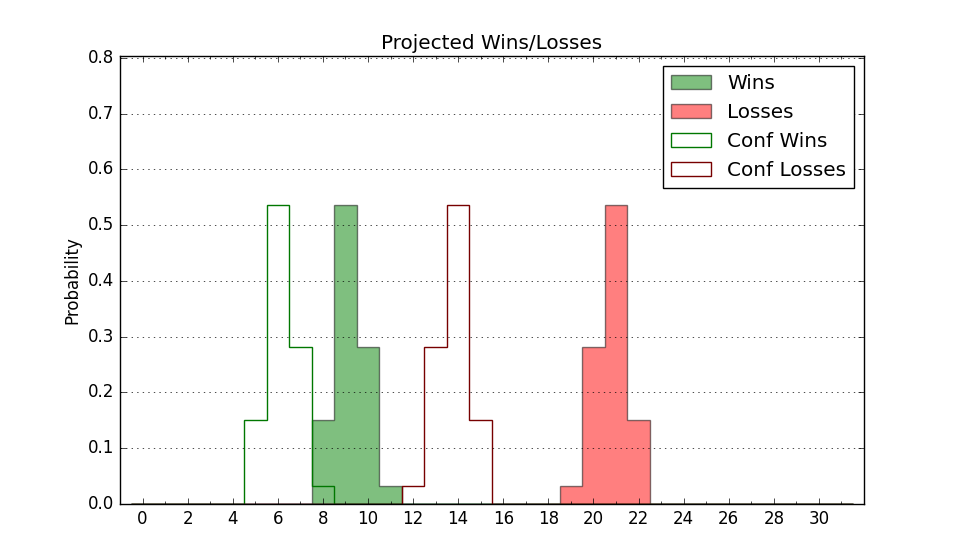 Projected Wins/Losses
0.8
0.7
0.6
0.5
0.4
0.3
0.2
0.1
0.0
Probability
Wins
Losses
Conf Wins
Conf Losses
0 2 4 6 8 10 12 14 16 18 20 22 24 26 28 30